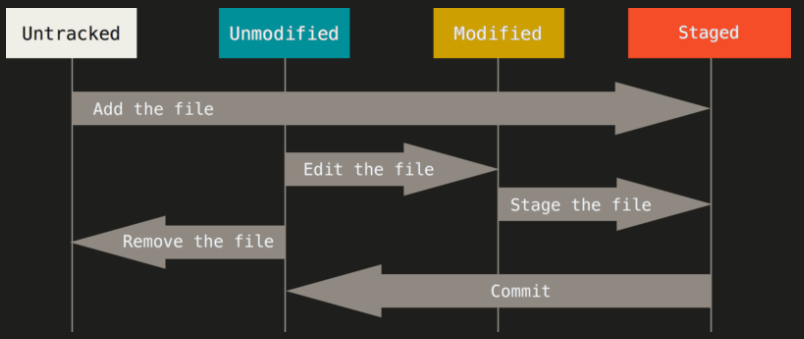 Untracked
Unmodified
Modified
Staged
Add the file
Edit the file
Stage the file
Remove the file
Commit